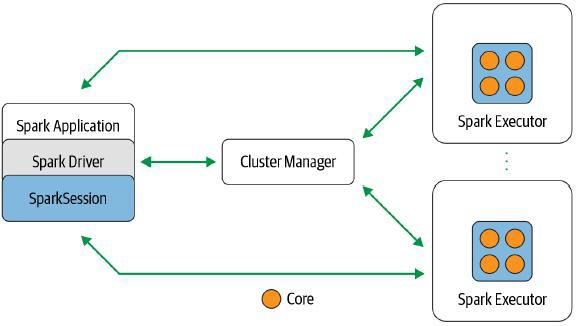 Spark Application
Spark Driver
SparkSession
Cluster Manager
Spark Executor
Spark Executor
Core